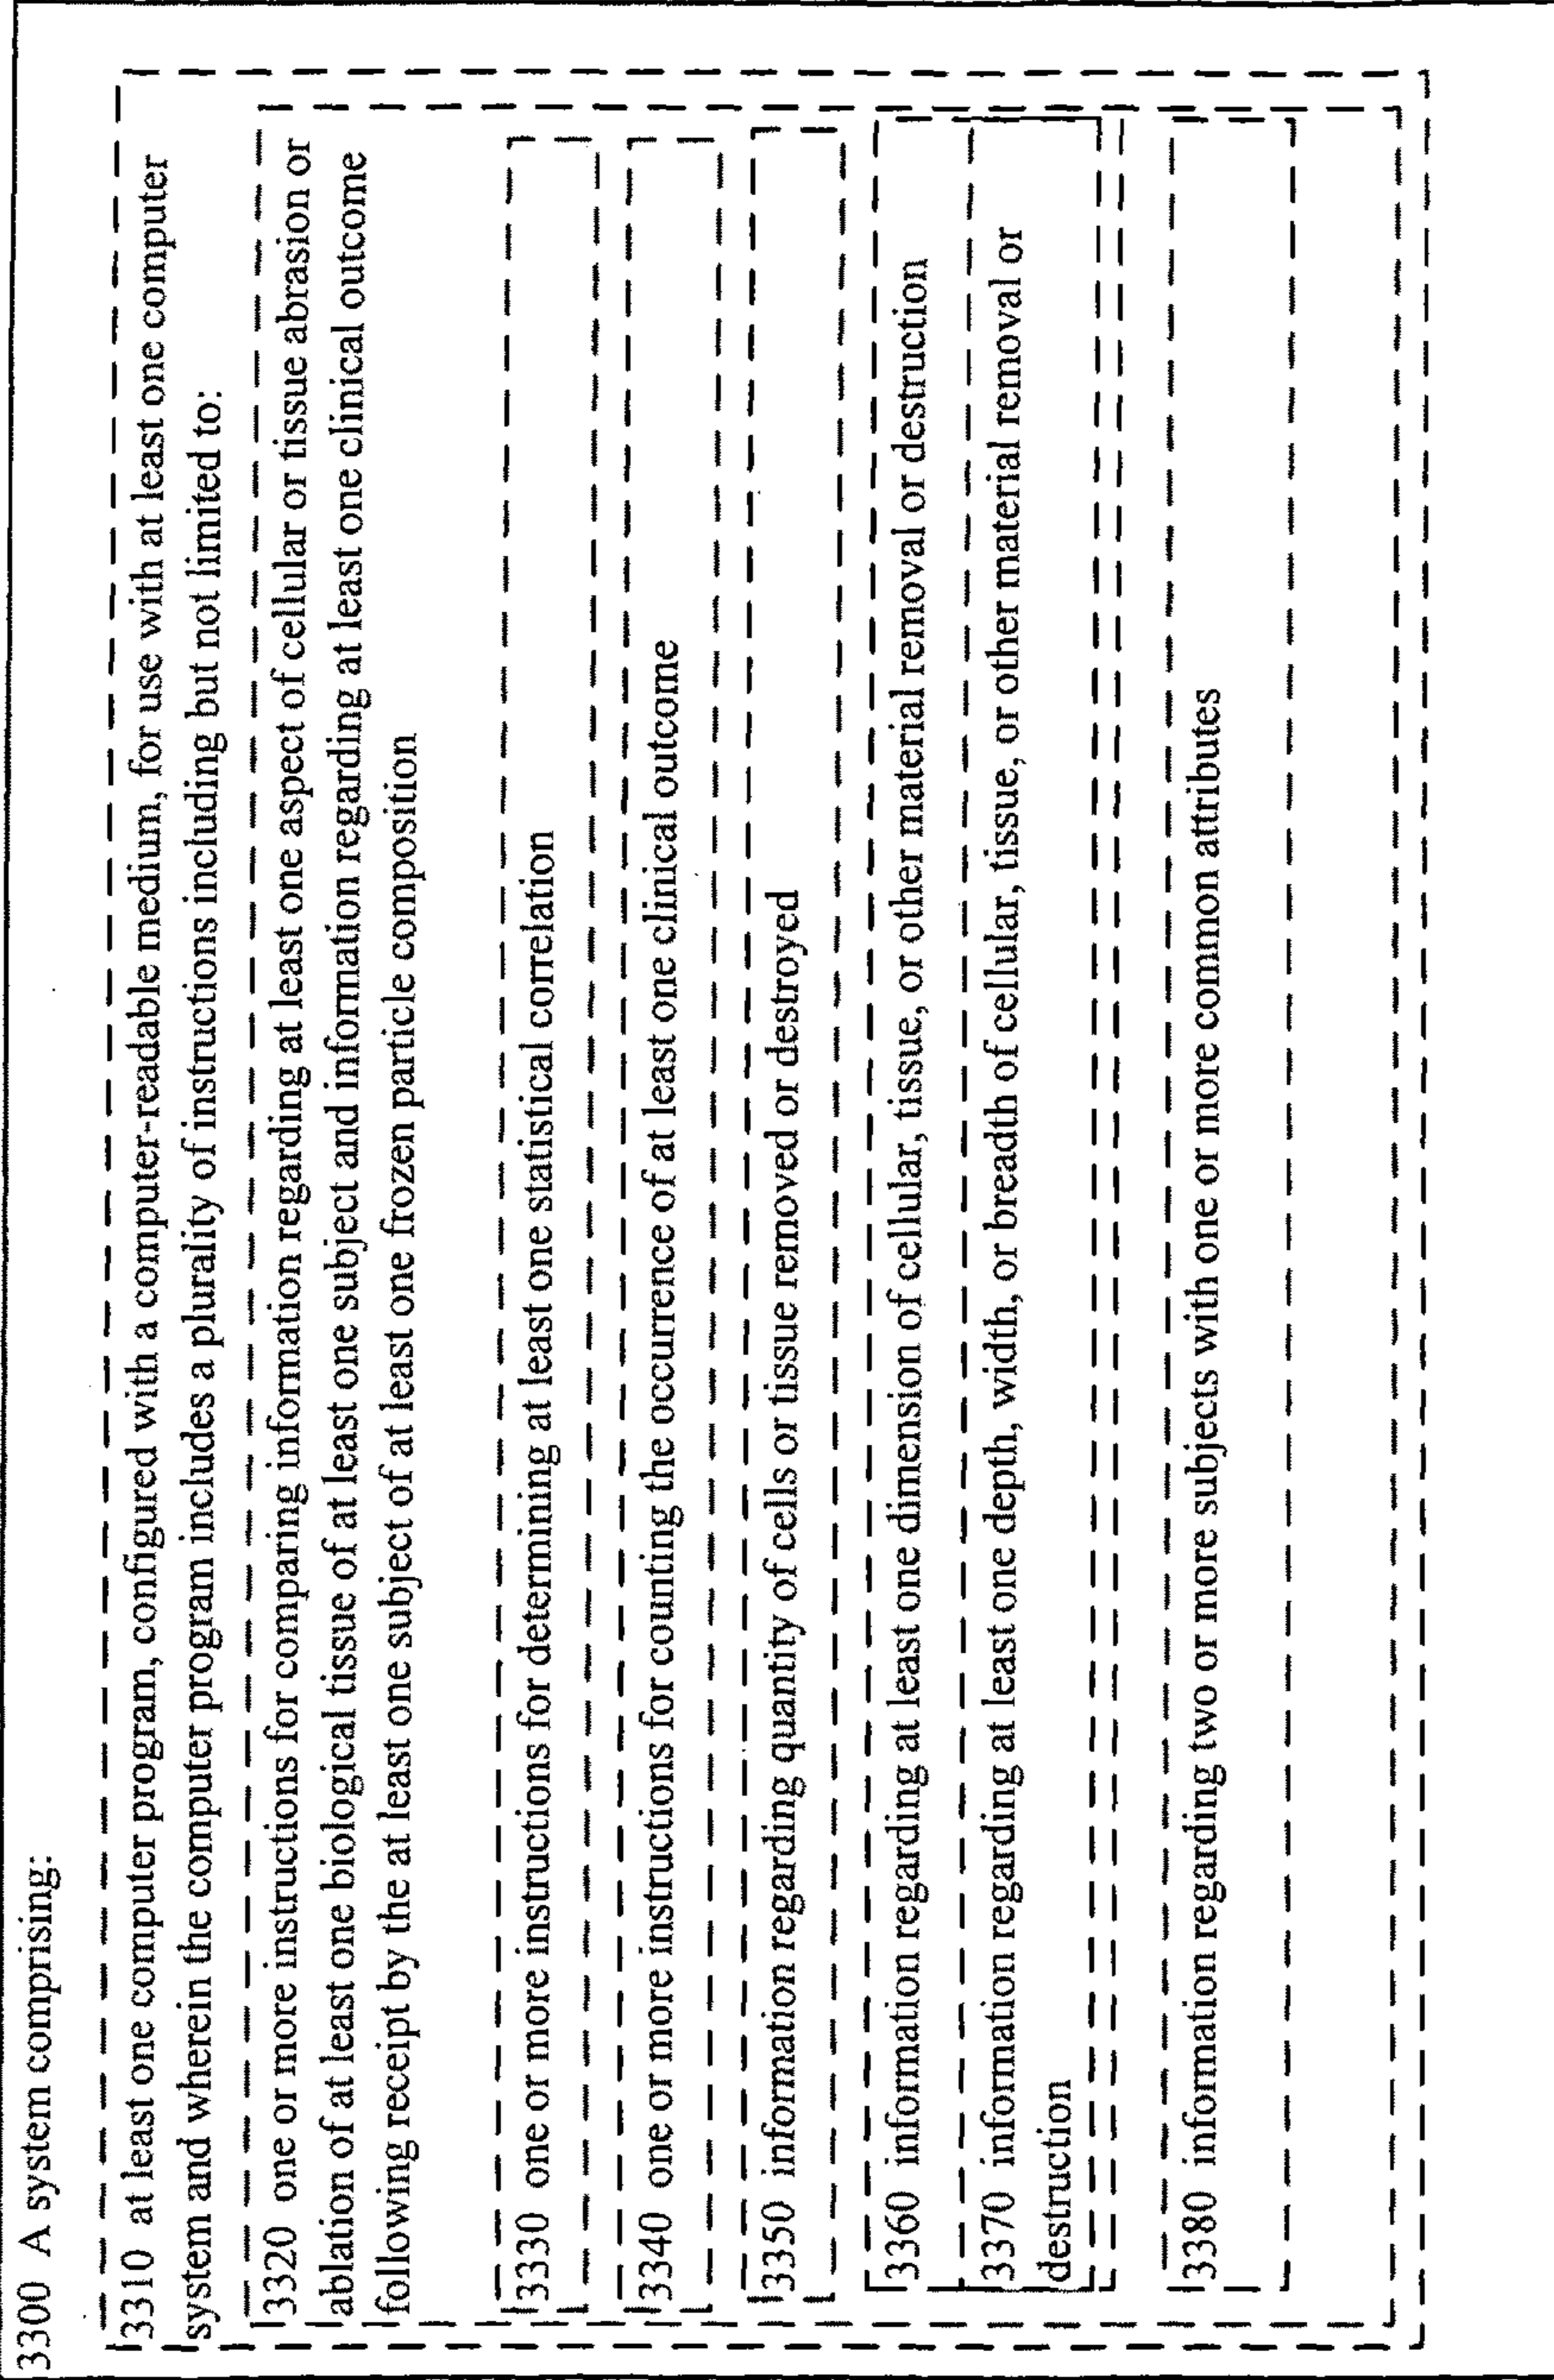 3300 A system comprising:
3310 at least one computer program, configured with a computer-readable medium, for use with at least one computer
system and wherein the computer program includes a plurality of instructions including but not limited to:
3320 one or more instructions for comparing information regarding at least one aspect of cellular or tissue abrasion or
ablation of at least one biological tissue of at least one subject and information regarding at least one clinical outcome
following receipt by the at least one subject of at least one frozen particle composition
3330 one or more instructions for determining at least one statistical correlation
3340 one or more instructions for counting the occurrence of at least one clinical outcome
3350 information regarding quantity of cells or tissue removed or destroyed
3360 information regarding at least one dimension of cellular, tissue, or other material removal or destruction
3370 information regarding at least one depth, width, or breadth of cellular, tissue, or other material removal or
destruction
3380 information regarding two or more subjects with one or more common attributes